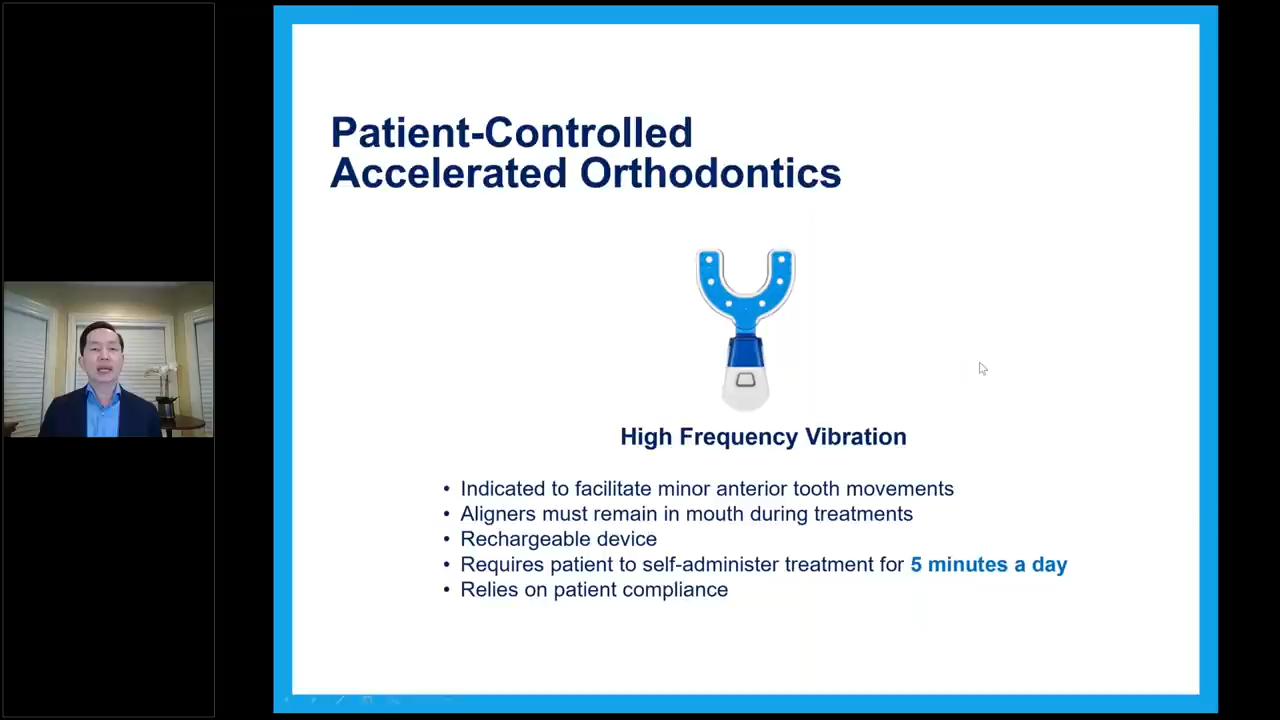 Patient-Controlled
Accelerated Orthodontics
High Frequency Vibration
• Indicated to facilitate minor anterior tooth movements
• Aligners must remain in mouth during treatments
• Rechargeable device
• Requires patient to self-administer treatment for 5 minutes a day
• Relies on patient compliance